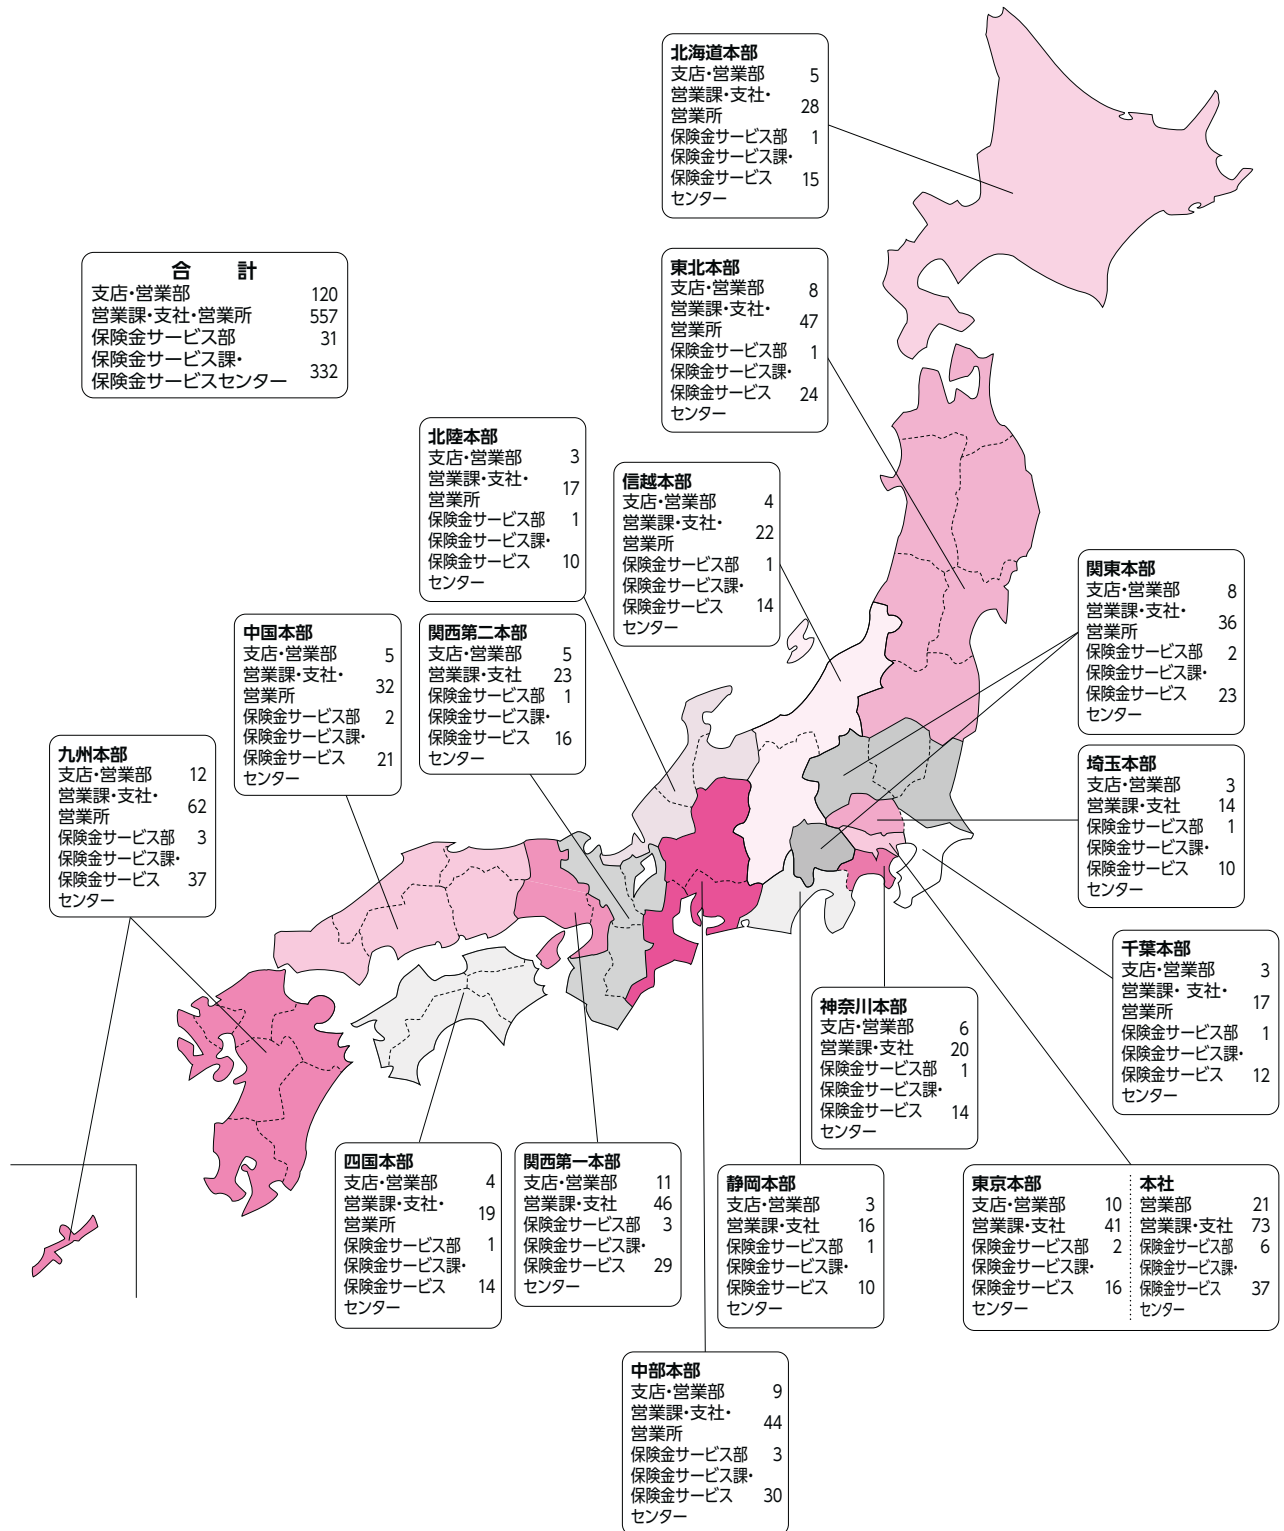 北海道本部
支店・営業部 5
営業課・支社・
営業所 28
保険金サービス部 1
保険金サービス課・
保険金サービス 15
センター
合 計
支店・営業部 120
営業課・支社・営業所 557
保険金サービス部 31
保険金サービス課・
保険金サービスセンター 332
東北本部
支店・営業部 8
営業課・支社・
営業所 47
保険金サービス部 1
保険金サービス課・
保険金サービス 24
センター
北陸本部
支店・営業部 3
営業課・支社・
営業所 17
保険金サービス部 1
保険金サービス課・
保険金サービス 10
センター
信越本部
支店・営業部 4
営業課・支社・
営業所 22
保険金サービス部 1
保険金サービス課・
保険金サービス 14
センター
関東本部
支店・営業部 8
営業課・支社・
営業所 36
保険金サービス部 2
保険金サービス課・
保険金サービス 23
センター
中国本部
支店・営業部 5
営業課・支社・
営業所 32
保険金サービス部 2
保険金サービス課・
保険金サービス 21
センター
関西第二本部
支店・営業部 5
営業課・支社 23
保険金サービス部 1
保険金サービス課・
保険金サービス 16
センター
九州本部
支店・営業部 12
営業課・支社・
営業所 62
保険金サービス部 3
保険金サービス課・
保険金サービス 37
センター
埼玉本部
支店・営業部 3
営業課・支社 14
保険金サービス部 1
保険金サービス課・
保険金サービス 10
センター
千葉本部
支店・営業部 3
営業課・ 支社・
営業所 17
保険金サービス部 1
保険金サービス課・
保険金サービス 12
センター
神奈川本部
支店・営業部 6
営業課・支社 20
保険金サービス部 1
保険金サービス課・
保険金サービス 14
センター
四国本部
支店・営業部 4
営業課・支社・
営業所 19
保険金サービス部 1
保険金サービス課・
保険金サービス 14
センター
関西第一本部
支店・営業部 11
営業課・支社 46
保険金サービス部 3
保険金サービス課・
保険金サービス 29
センター
静岡本部
支店・営業部 3
営業課・支社 16
保険金サービス部 1
保険金サービス課・
保険金サービス 10
センター
東京本部
支店・営業部 10
営業課・支社 41
保険金サービス部 2
保険金サービス課・
保険金サービス 16
センター
本社
営業部 21
営業課・支社 73
保険金サービス部 6
保険金サービス課・
保険金サービス 37
センター
中部本部
支店・営業部 9
営業課・支社・
営業所 44
保険金サービス部 3
保険金サービス課・
保険金サービス 30
センター